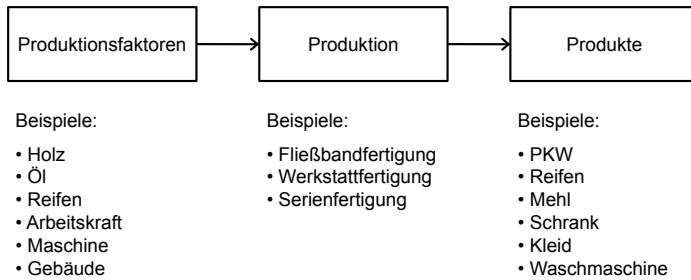 Produktionsfaktoren
Produktion
Produkte
Beispiele:
• Holz
• Öl
• Reifen
• Arbeitskraft
• Maschine
• Gebäude
Beispiele:
• Fließbandfertigung
• Werkstattfertigung
• Serienfertigung
Beispiele:
• PKW
• Reifen
• Mehl
• Schrank
• Kleid
• Waschmaschine